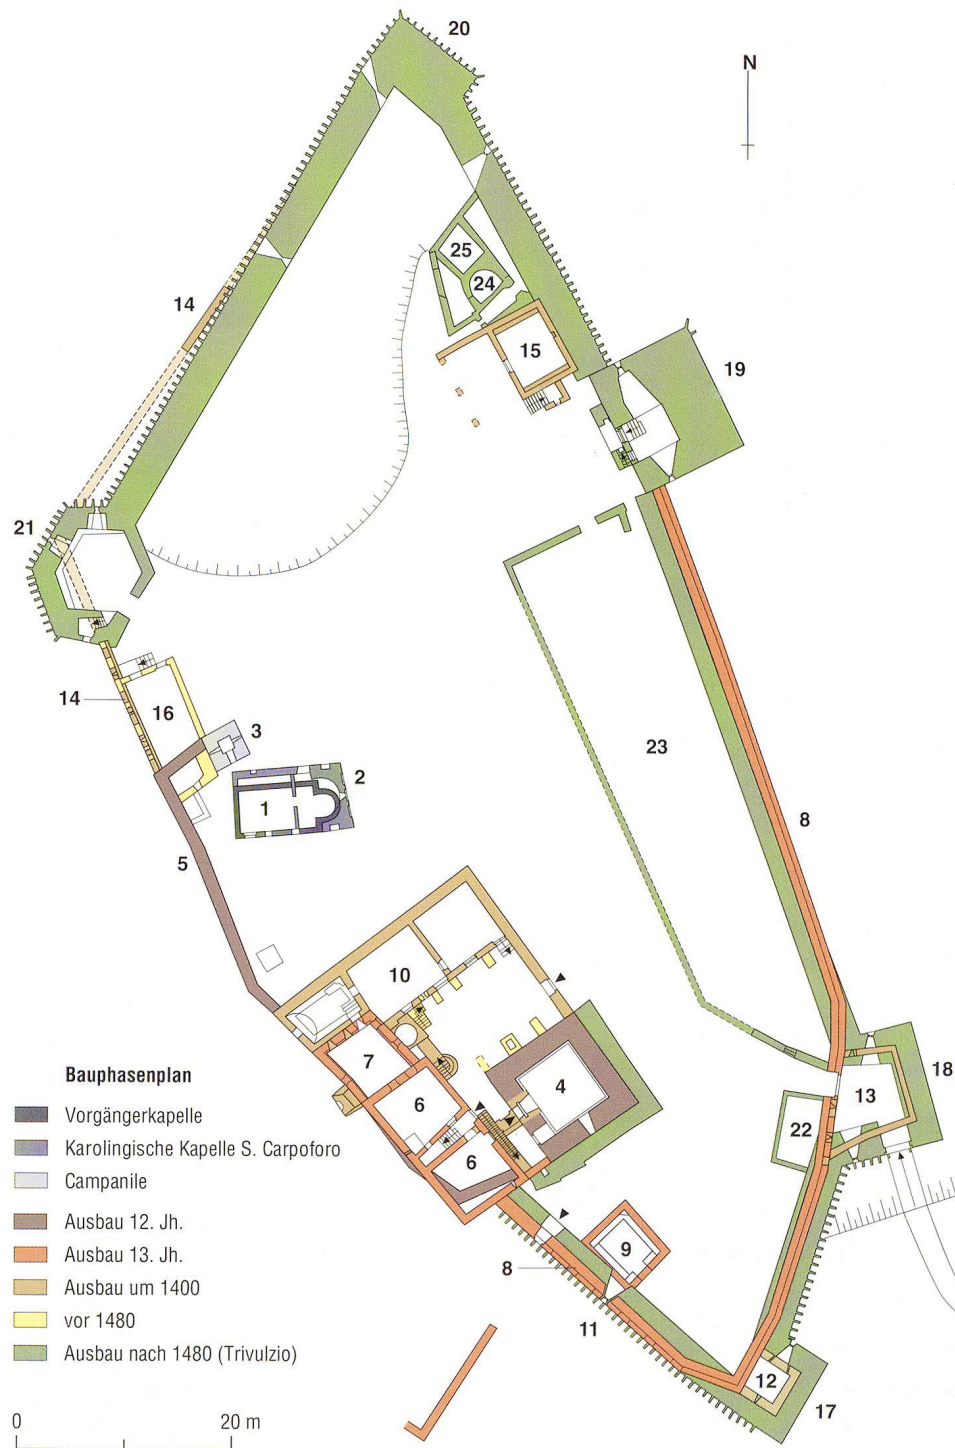 20
N
25
24
14
15
19
21
14
16
3
2
1
23
8
5
10
7
4
6
6
18
13
22
9
8
11
12
17
Bauphasenplan
Vorgängerkapelle
Karolingische Kapelle S. Carpoforo
Campanile
Ausbau 12. Jh.
Ausbau 13. Jh.
Ausbau um 1400
vor 1480
Ausbau nach 1480 (Trivulzio)
0 20 m